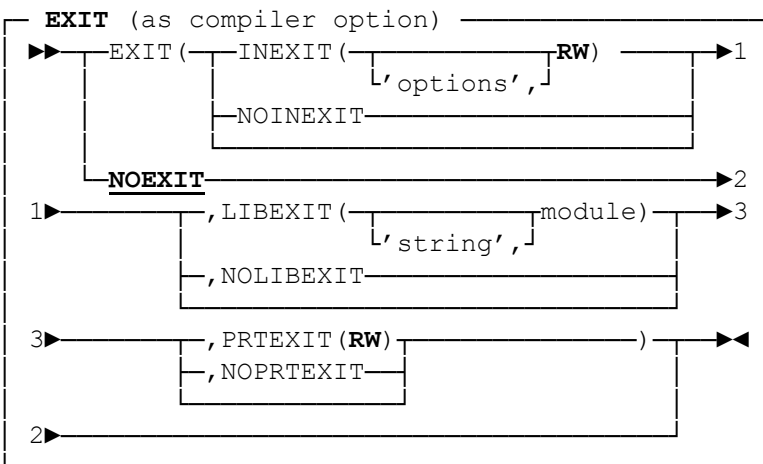 EXIT (as compiler option)
EXIT( INEXIT( RW) 1
'options',
NOINEXIT
NOEXIT 2
1 ,LIBEXIT( module) 3
'string',
,NOLIBEXIT
3 ,PRTEXIT(RW) )
,NOPRTEXIT
2